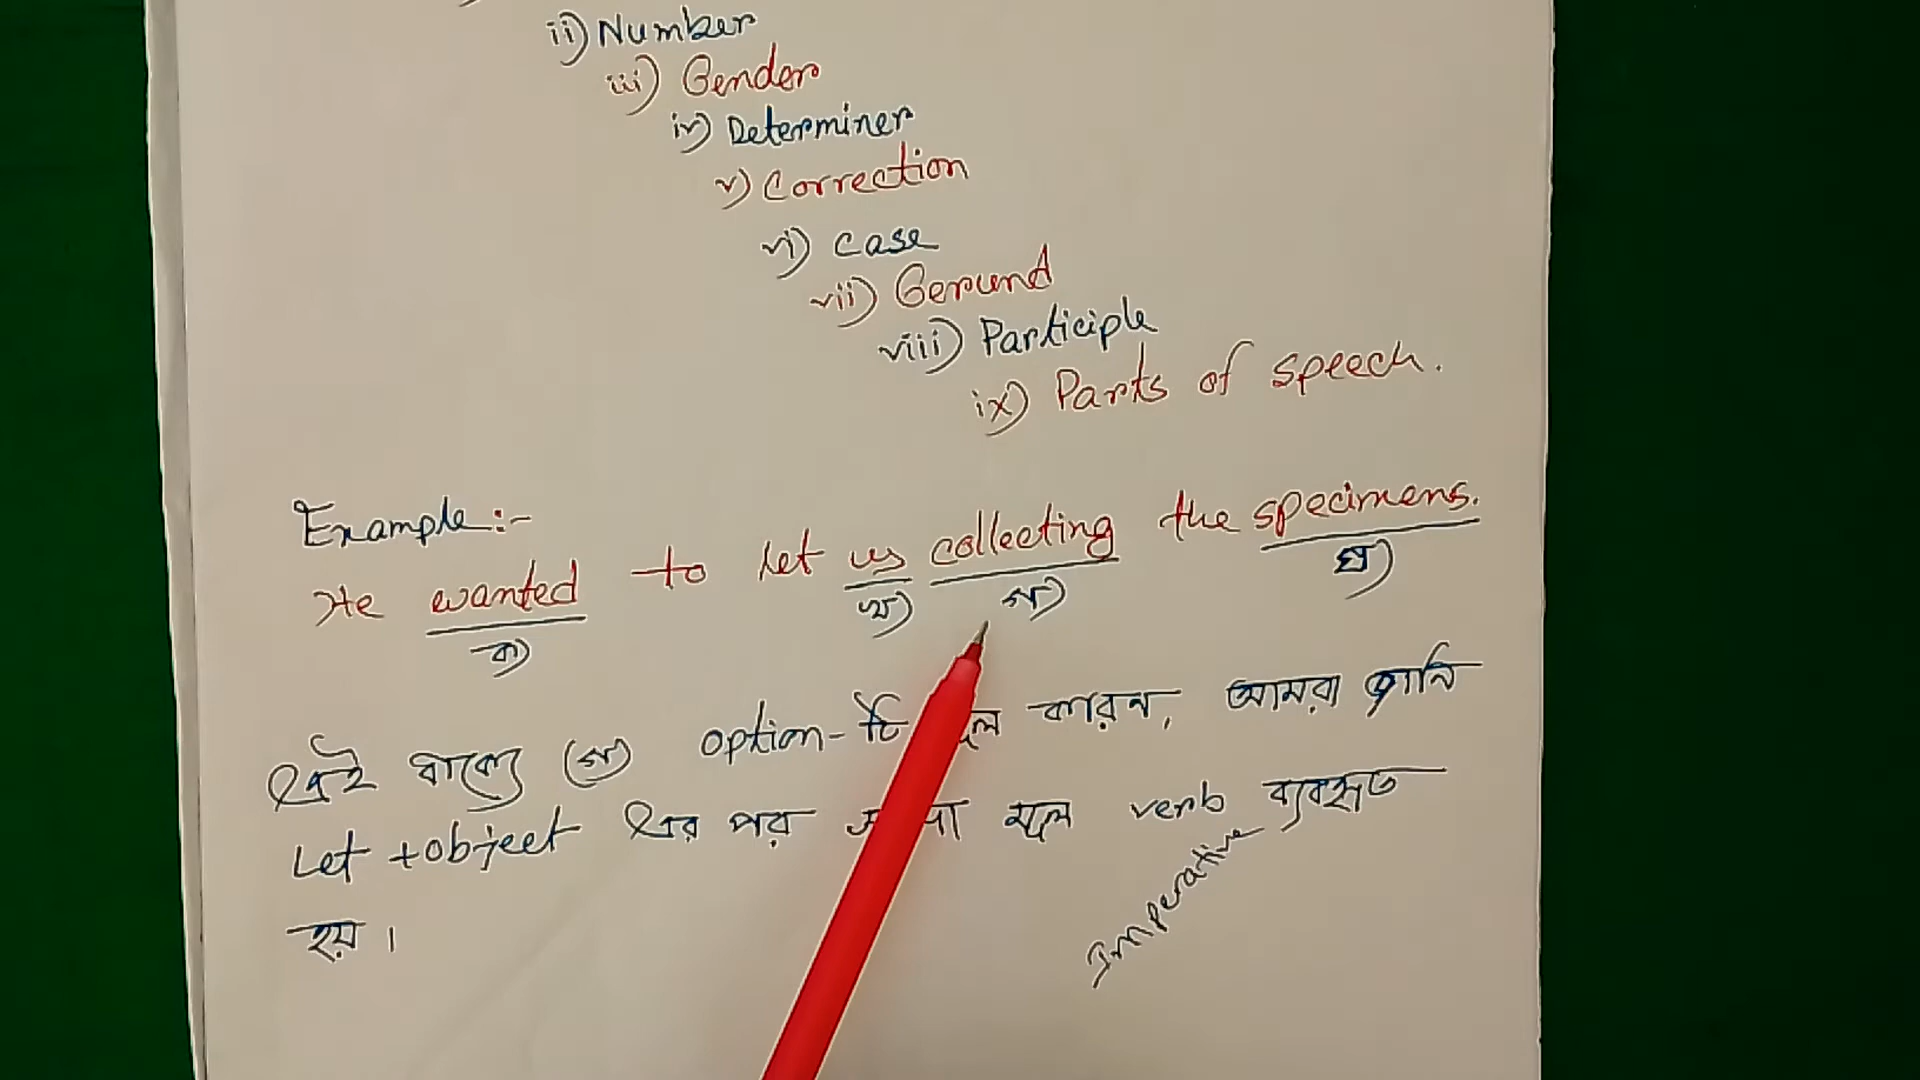 ii) Number
iii) Gender
iv) Determiner
v) Correction
vi) case
vii) Gerund
viii) Participle
ix) Parts of speech.
Example:-
He wanted to let us collecting the specimens.
ক) খ) গ) ঘ)
এই বাক্যে (গ) option-টি কারন, আমরা জানি
Let + object এর পর মূল verb ব্যবহৃত
হয়।
Imperative